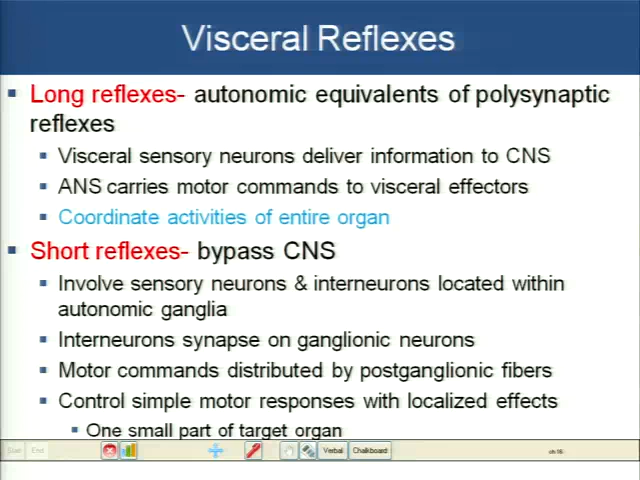 Visceral Reflexes
Long reflexes- autonomic equivalents of polysynaptic
reflexes
Visceral sensory neurons deliver information to CNS
ANS carries motor commands to visceral effectors
Coordinate activities of entire organ
Short reflexes- bypass CNS
Involve sensory neurons & interneurons located within
autonomic ganglia
Interneurons synapse on ganglionic neurons
Motor commands distributed by postganglionic fibers
Control simple motor responses with localized effects
One small part of target organ
Start End Verbal Chalkboard